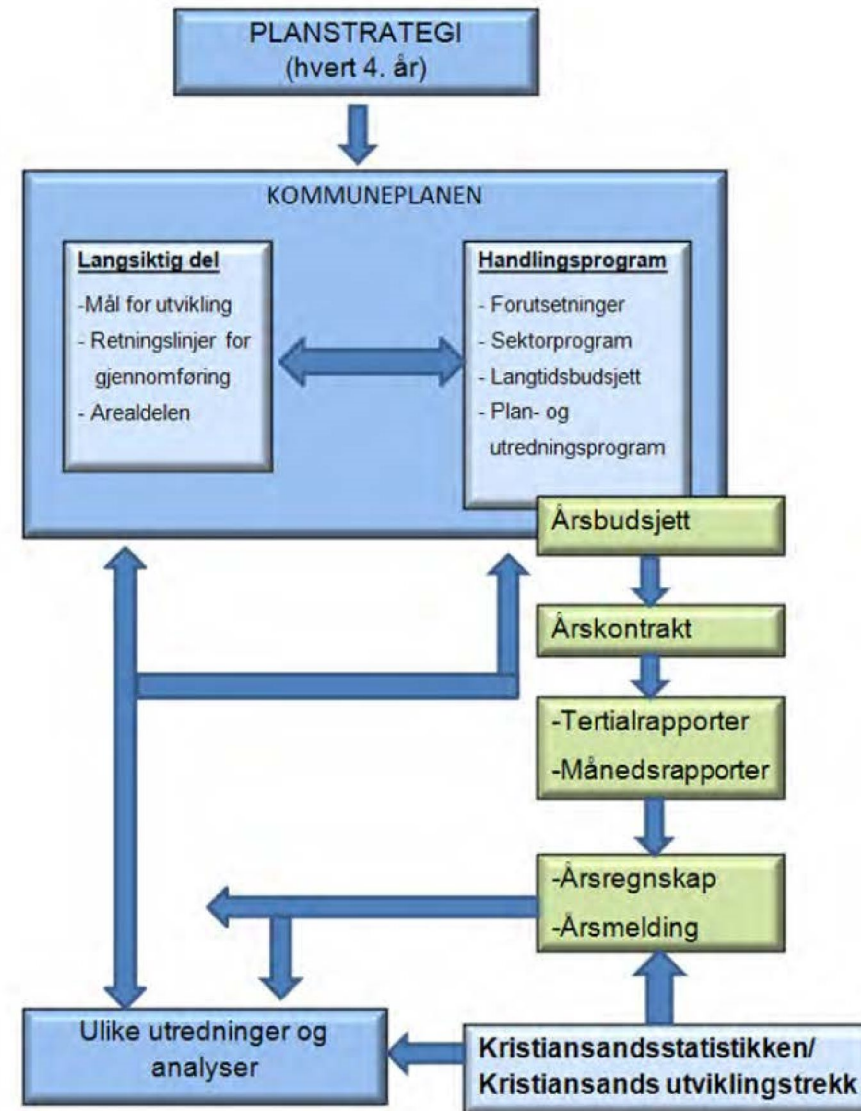 PLANSTRATEGI
(hvert 4. år)
KOMMUNEPLANEN
Langsiktig del
-Mål for utvikling
- Retningslinjer for
gjennomføring
- Arealdelen
Handlingsprogram
- Forutsetninger
- Sektorprogram
- Langtidsbudsjett
- Plan- og
utredningsprogram
Årsbudsjett
Årskontrakt
-Tertialrapporter
-Månedsrapporter
-Årsregnskap
-Årsmelding
Ulike utredninger og
analyser
Kristiansandsstatistikken/
Kristiansands utviklingstrekk